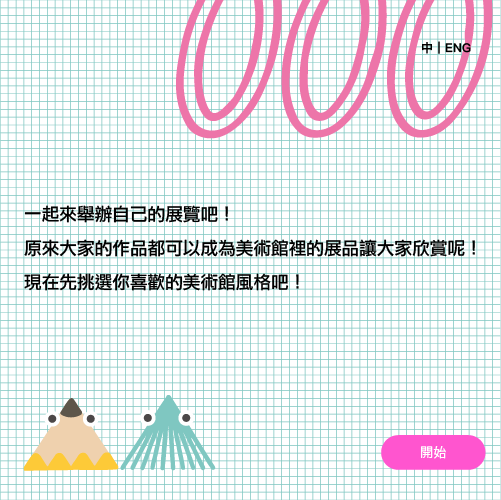 中 | ENG
一起來舉辦自己的展覽吧！
原來大家的作品都可以成為美術館裡的展品讓大家欣賞呢！
現在先挑選你喜歡的美術館風格吧！
開始